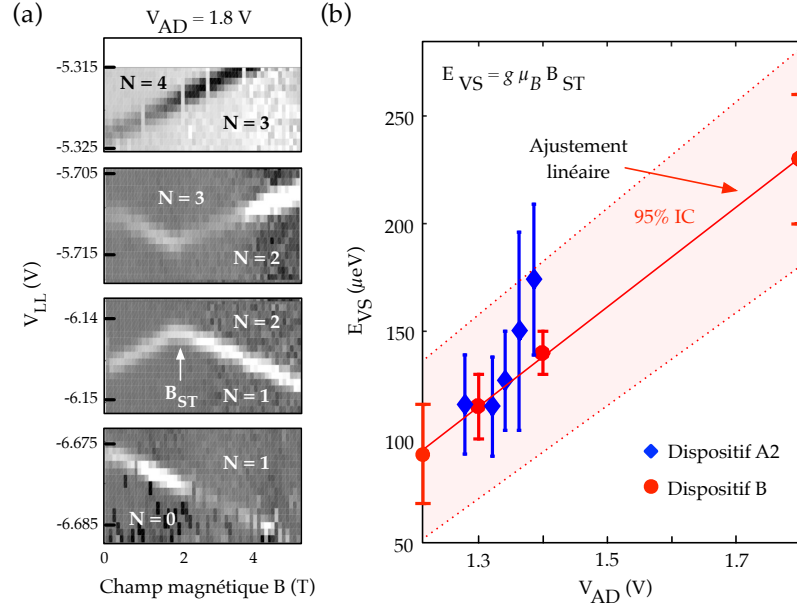 (a)
V_AD = 1.8 V
-5.315
N = 4
N = 3
-5.325
-5.705
N = 3
-5.715
N = 2
V_LL (V)
-6.14
N = 2
B_ST
-6.15
N = 1
-6.675
N = 1
N = 0
-6.685
0 2 4
Champ magnétique B (T)
(b)
E_VS = g μ_B B_ST
250
Ajustement
linéaire
95% IC
200
E_VS (μeV)
150
100
Dispositif A2
Dispositif B
50
1.3 1.5 1.7
V_AD (V)